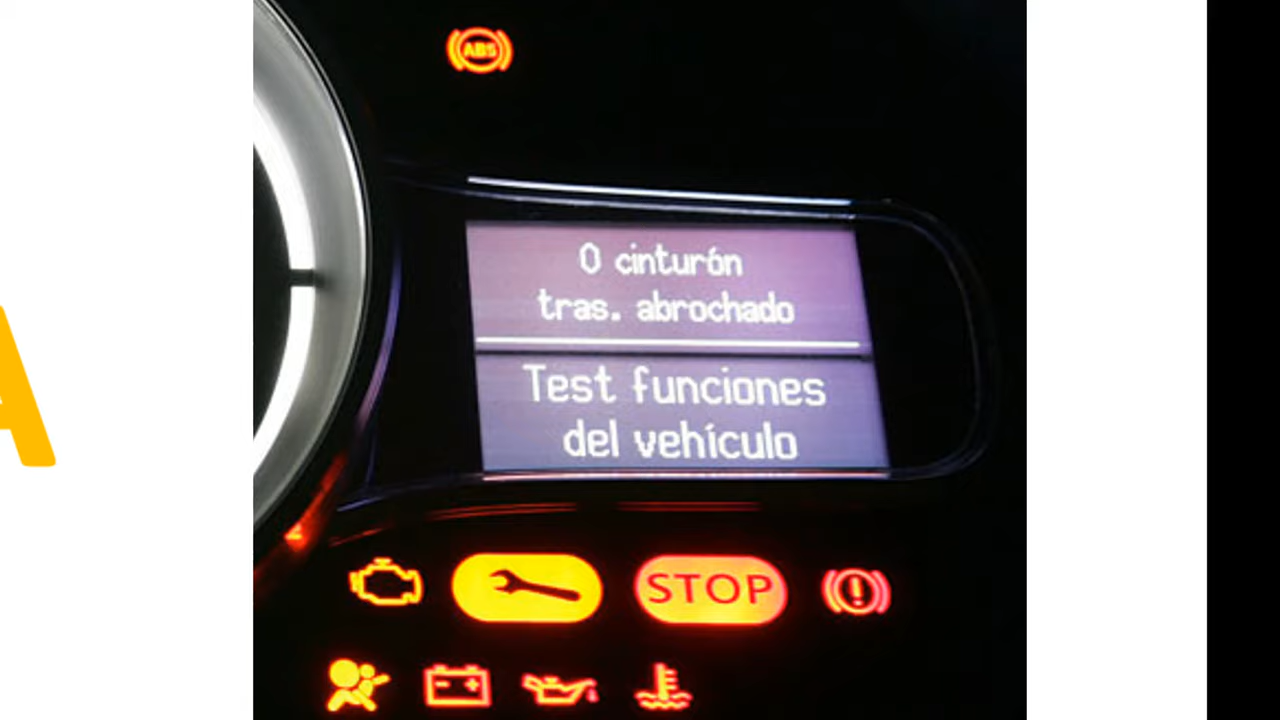 ABS
0 cinturón
tras. abrochado
Test funciones
del vehículo
STOP
A